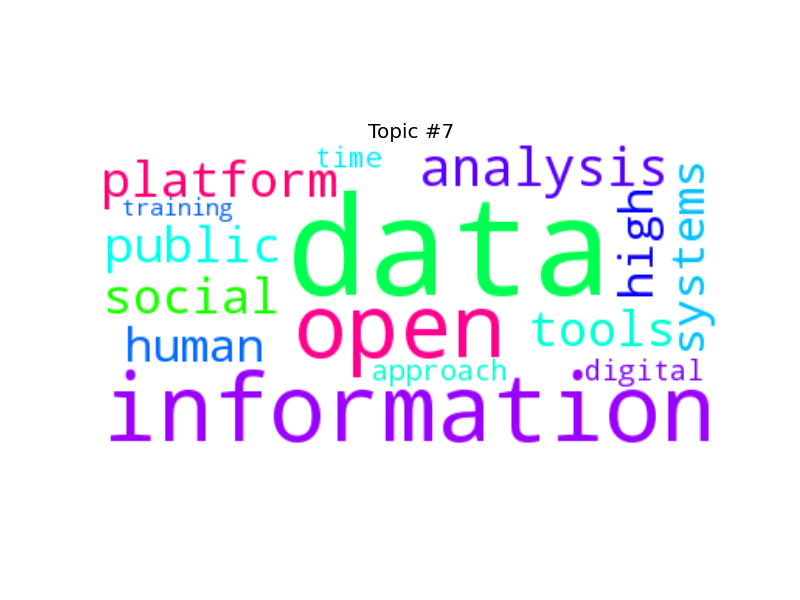 Topic #7
time
analysis
platform
training
data
high
systems
public
social
open
tools
human
approach
digital
information